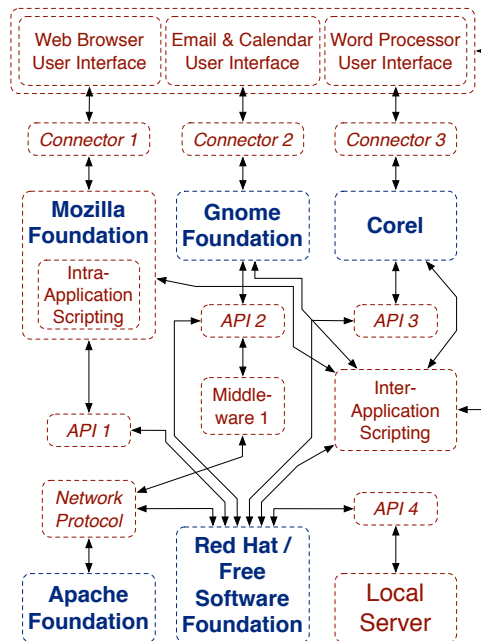 Web Browser
User Interface
Email & Calendar
User Interface
Word Processor
User Interface
Connector 1
Connector 2
Connector 3
Mozilla
Foundation
Intra-
Application
Scripting
Gnome
Foundation
Corel
API 2
API 3
Middle-
ware 1
Inter-
Application
Scripting
API 1
Network
Protocol
API 4
Red Hat /
Free
Software
Foundation
Apache
Foundation
Local
Server